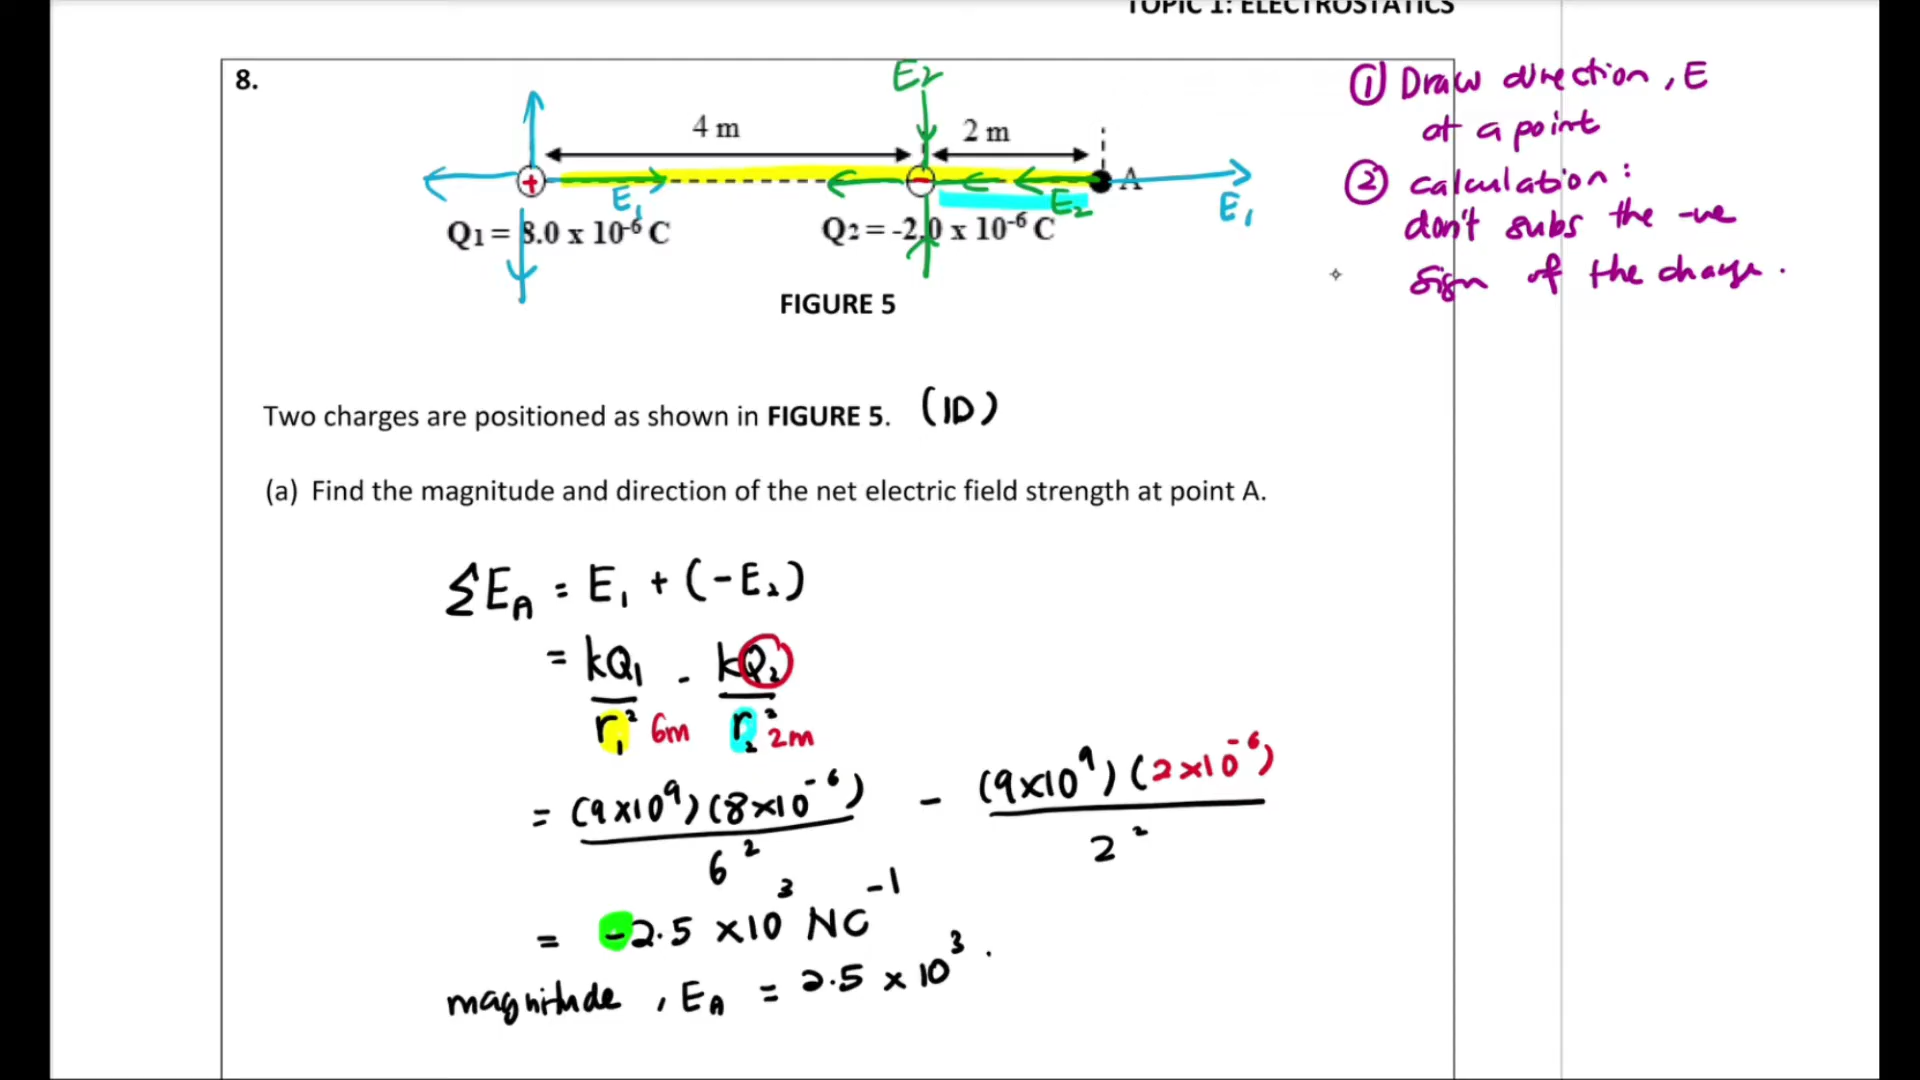 TOPIC 1: ELECTROSTATICS
8.
E2
4 m
2 m
+
-
A
E1
E2
E1
Q1 = 8.0 x 10-6 C
Q2 = -2.0 x 10-6 C
FIGURE 5
① Draw direction, E
at a point
② calculation:
don't subs the -ve
sign of the charge.
Two charges are positioned as shown in FIGURE 5. (1D)
(a) Find the magnitude and direction of the net electric field strength at point A.
ΣEA = E1 + (-E2)
= kQ1 - kQ2
r1² 6m r2² 2m
= (9x10⁹)(8x10⁻⁶) - (9x10⁹)(2x10⁻⁶)
6² 2²
= -2.5 x10³ NC⁻¹
magnitude, EA = 2.5 x 10³.